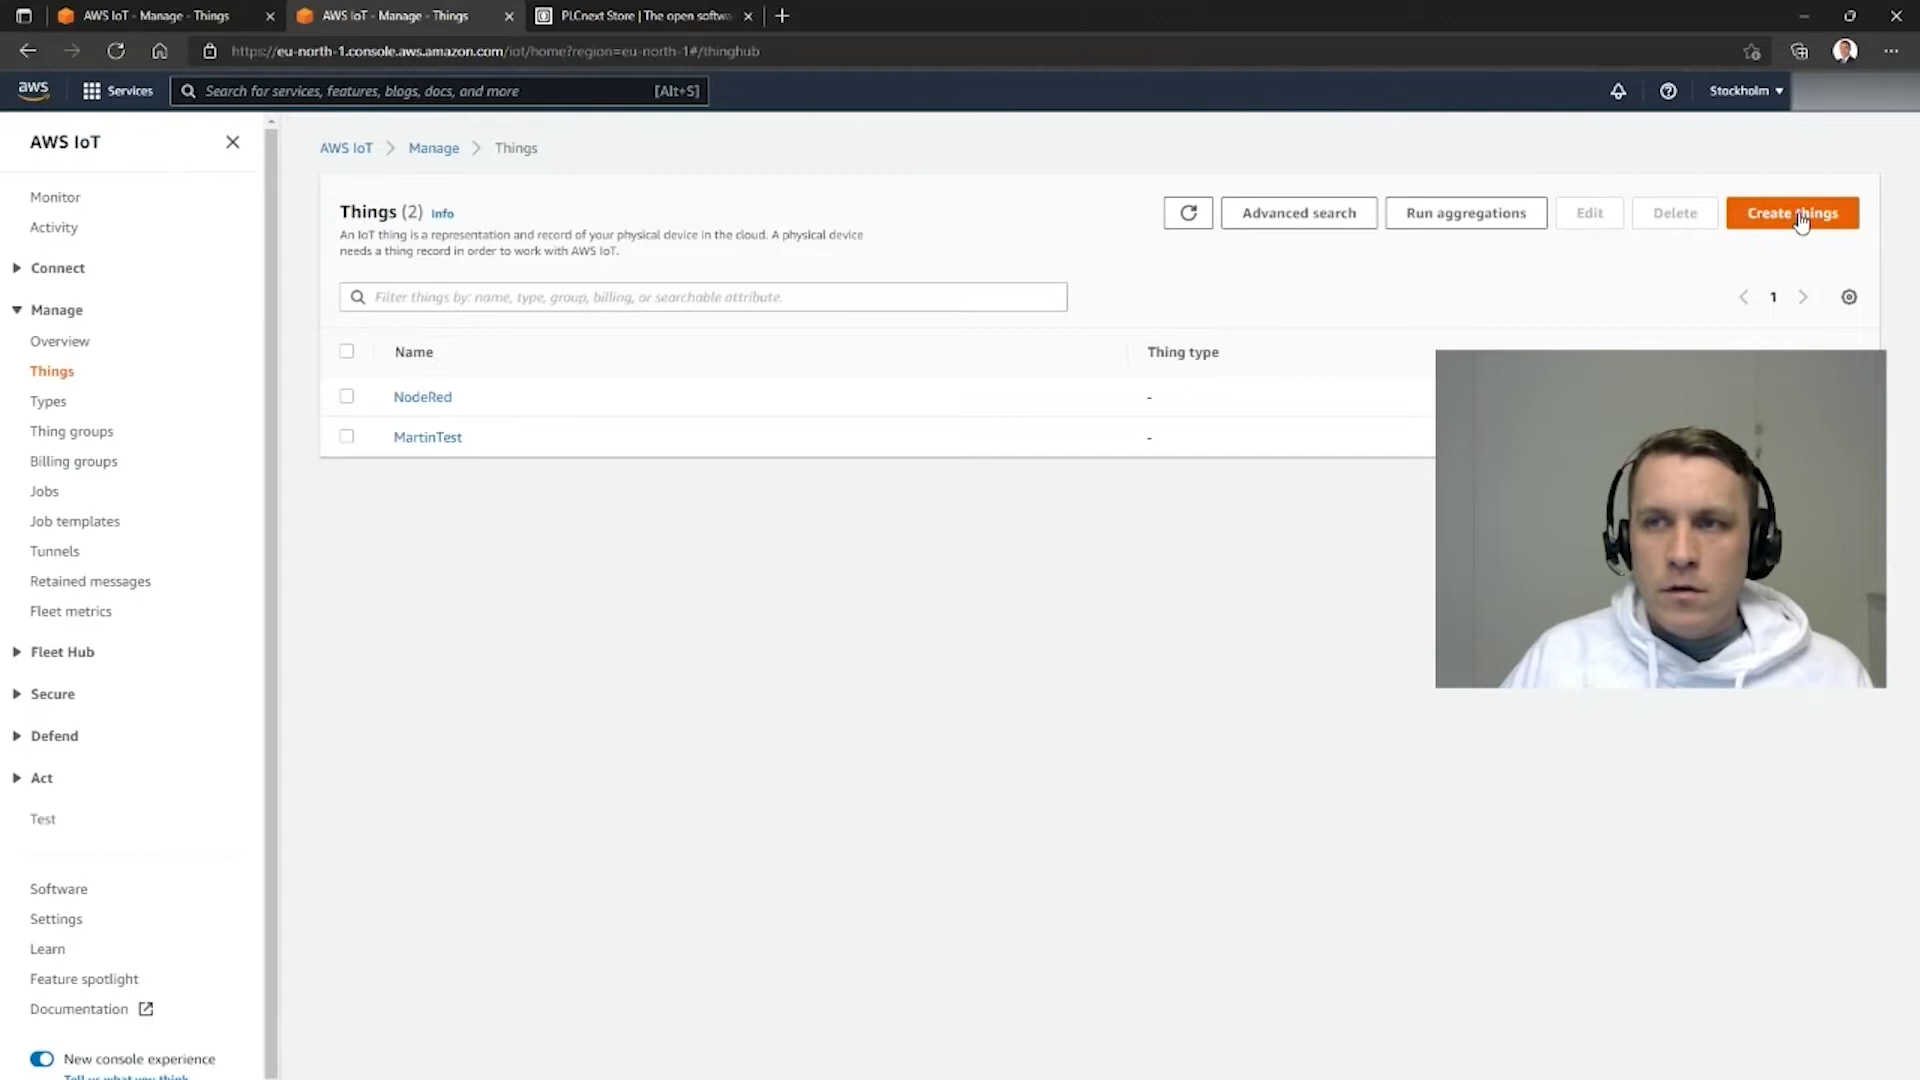 AWS IoT - Manage - Things
AWS IoT - Manage - Things
PLCnext Store | The open softwa
https://eu-north-1.console.aws.amazon.com/iot/home?region=eu-north-1#/thinghub
aws
Services
Search for services, features, blogs, docs, and more
[Alt+S]
Stockholm
AWS IoT
Monitor
Activity
Connect
Manage
Overview
Things
Types
Thing groups
Billing groups
Jobs
Job templates
Tunnels
Retained messages
Fleet metrics
Fleet Hub
Secure
Defend
Act
Test
Software
Settings
Learn
Feature spotlight
Documentation
New console experience
Tell us what you think
AWS IoT
Manage
Things
Things (2) Info
An IoT thing is a representation and record of your physical device in the cloud. A physical device
needs a thing record in order to work with AWS IoT.
Advanced search
Run aggregations
Edit
Delete
Create things
Filter things by: name, type, group, billing, or searchable attribute.
1
Name
Thing type
NodeRed
-
MartinTest
-